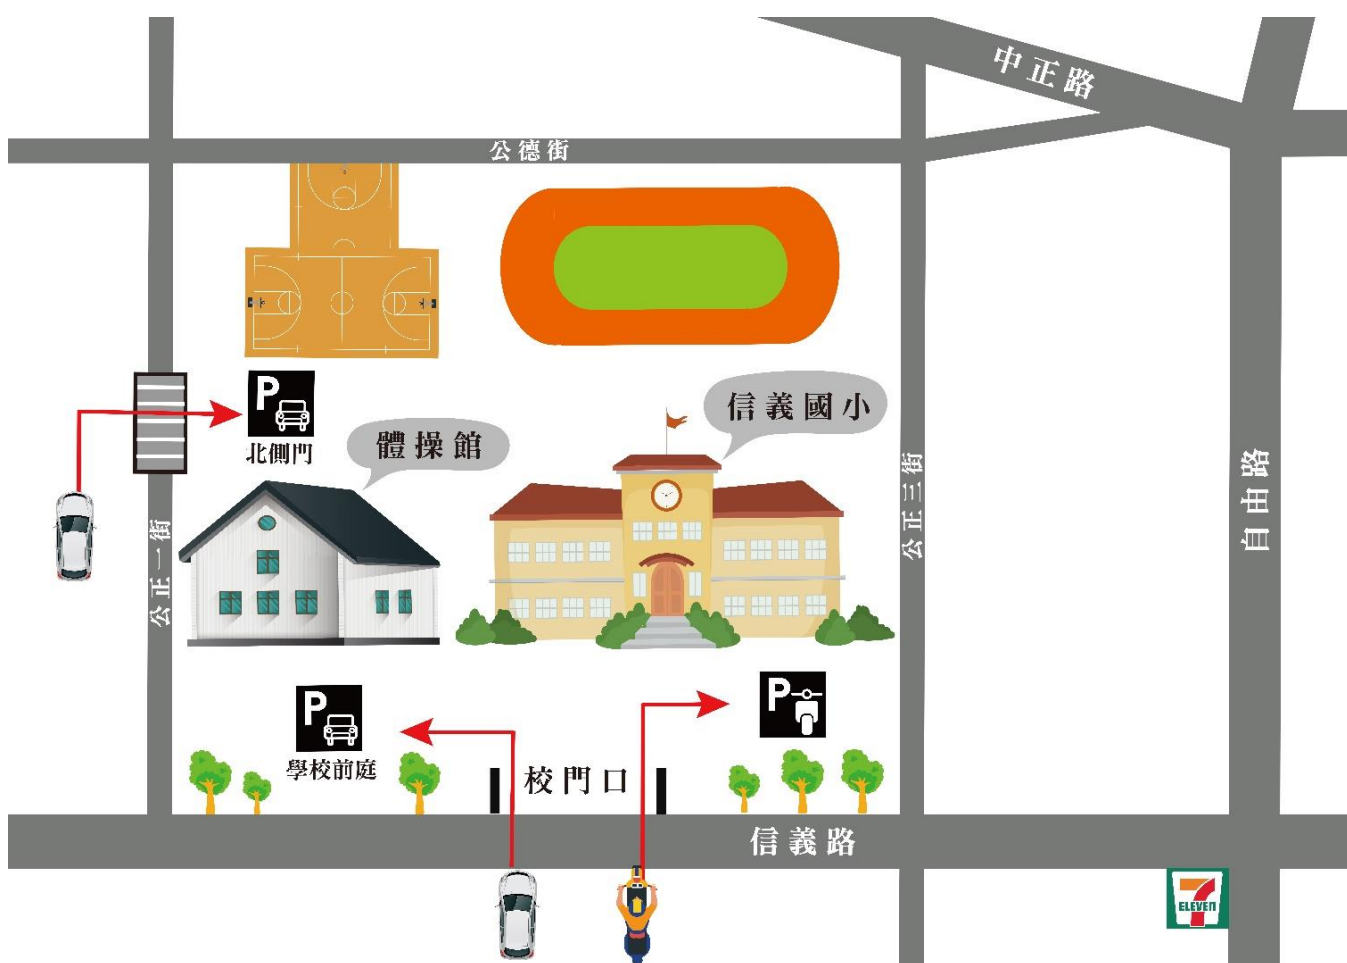 中正路
公德街
信義國小
P
北側門
體操館
公正一街
公正三街
自由路
P
學校前庭
P
校門口
信義路
7
ELEVEn